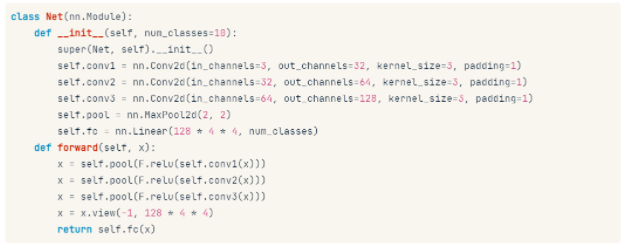 class Net(nn.Module):
    def __init__(self, num_classes=10):
        super(Net, self).__init__()
        self.conv1 = nn.Conv2d(in_channels=3, out_channels=32, kernel_size=3, padding=1)
        self.conv2 = nn.Conv2d(in_channels=32, out_channels=64, kernel_size=3, padding=1)
        self.conv3 = nn.Conv2d(in_channels=64, out_channels=128, kernel_size=3, padding=1)
        self.pool = nn.MaxPool2d(2, 2)
        self.fc = nn.Linear(128 * 4 * 4, num_classes)
    def forward(self, x):
        x = self.pool(F.relu(self.conv1(x)))
        x = self.pool(F.relu(self.conv2(x)))
        x = self.pool(F.relu(self.conv3(x)))
        x = x.view(-1, 128 * 4 * 4)
        return self.fc(x)